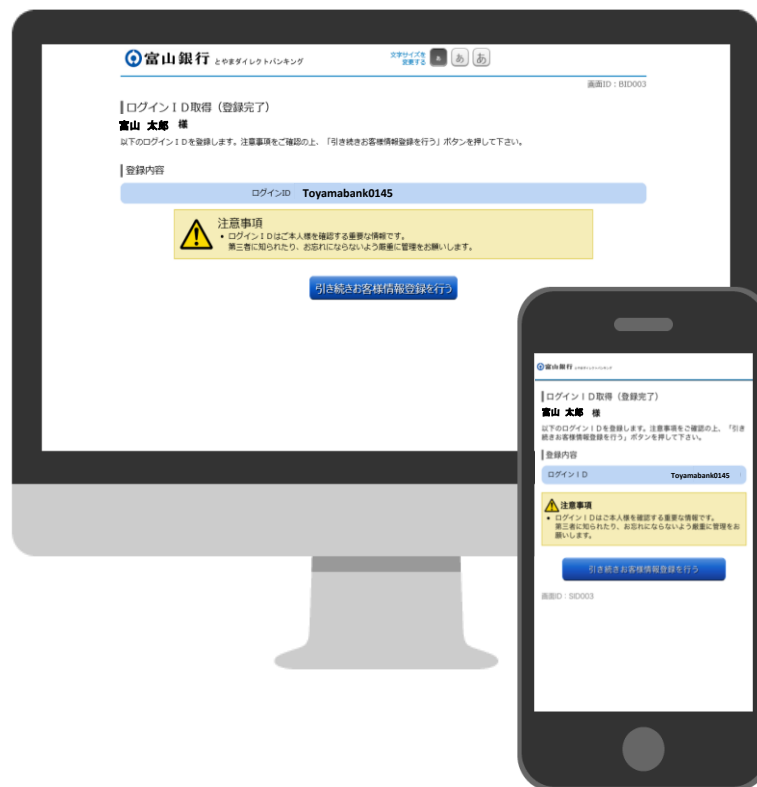 富山銀行 とやまダイレクトバンキング
文字サイズを
変更する
あ あ あ
画面ID：BID003
ログインＩＤ取得（登録完了）
富山 太郎 様
以下のログインＩＤを登録します。注意事項をご確認の上、「引き続きお客様情報登録を行う」ボタンを押して下さい。
登録内容
ログインID Toyamabank0145
注意事項
• ログインＩＤはご本人様を確認する重要な情報です。
第三者に知られたり、お忘れにならないよう厳重に管理をお願いします。
引き続きお客様情報登録を行う
富山銀行 とやまダイレクトバンキング
ログインＩＤ取得（登録完了）
富山 太郎 様
以下のログインＩＤを登録します。注意事項をご確認の上、「引き
続きお客様情報登録を行う」ボタンを押して下さい。
登録内容
ログインＩＤ Toyamabank0145
注意事項
• ログインＩＤはご本人様を確認する重要な情報です。
第三者に知られたり、お忘れにならないよう厳重に管理をお
願いします。
引き続きお客様情報登録を行う
画面ID：SID003